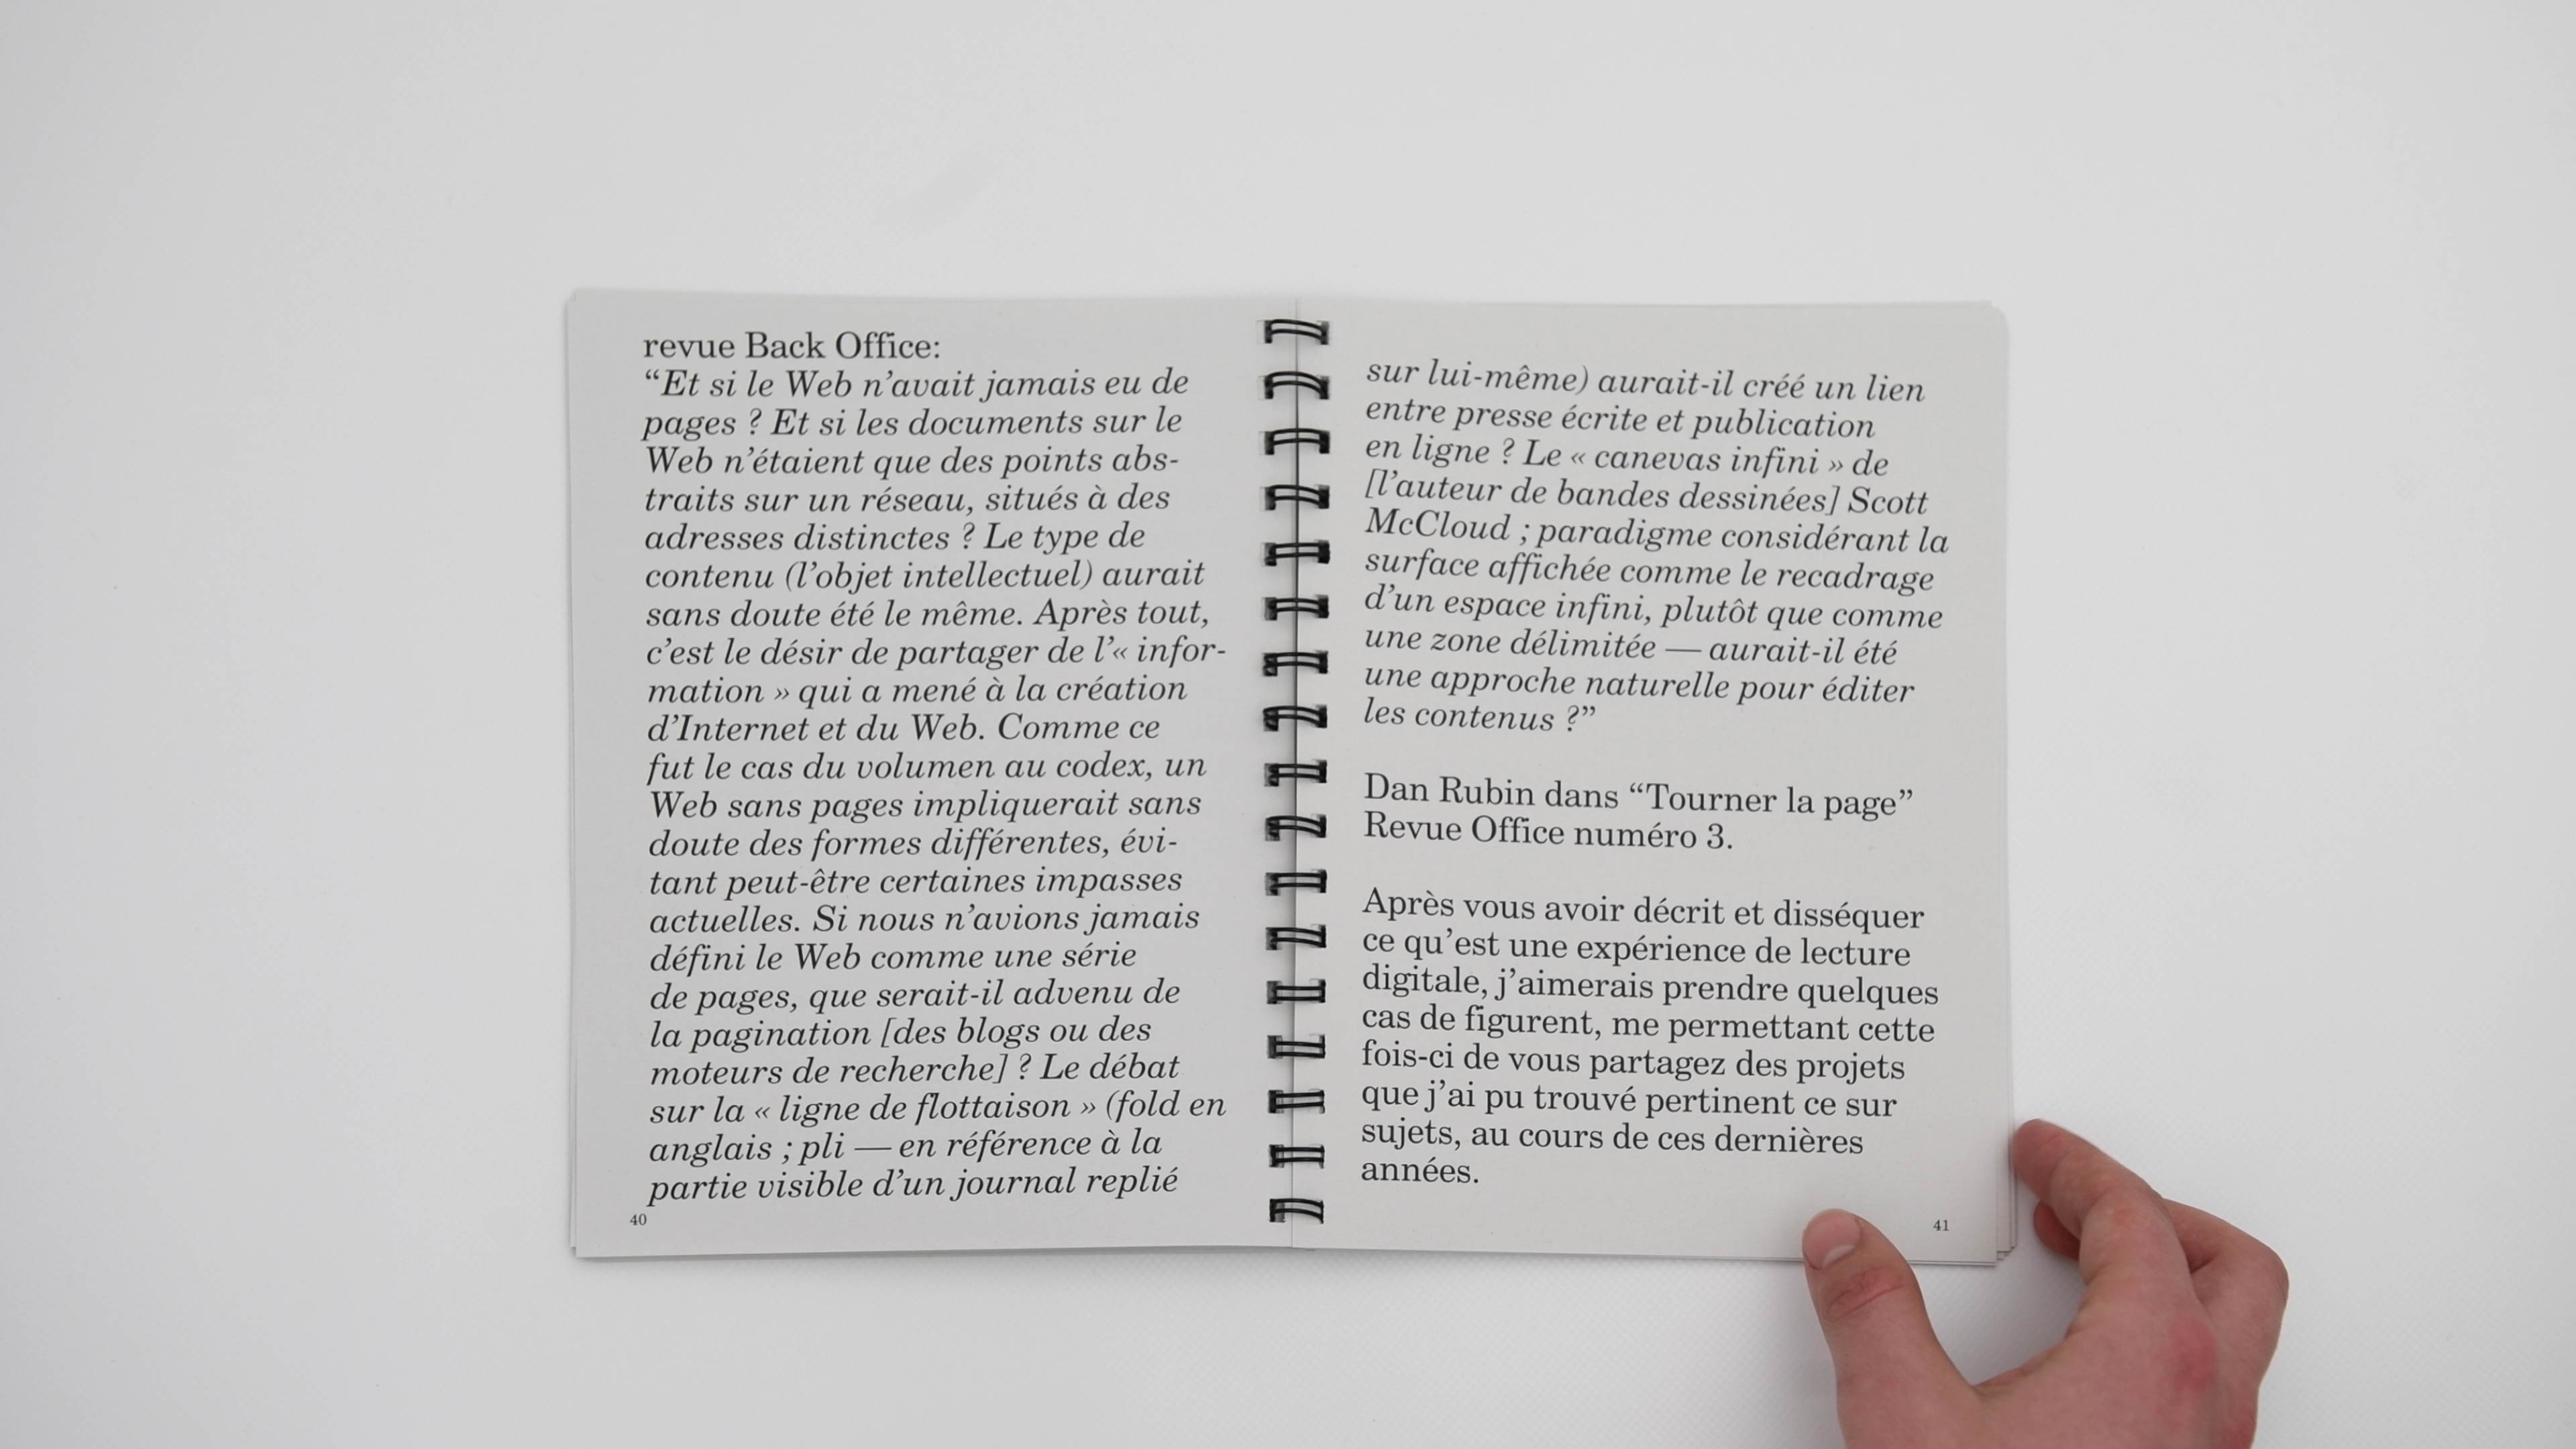 revue Back Office:
“Et si le Web n’avait jamais eu de
pages ? Et si les documents sur le
Web n’étaient que des points abs-
traits sur un réseau, situés à des
adresses distinctes ? Le type de
contenu (l’objet intellectuel) aurait
sans doute été le même. Après tout,
c’est le désir de partager de l’« infor-
mation » qui a mené à la création
d’Internet et du Web. Comme ce
fut le cas du volumen au codex, un
Web sans pages impliquerait sans
doute des formes différentes, évi-
tant peut-être certaines impasses
actuelles. Si nous n’avions jamais
défini le Web comme une série
de pages, que serait-il advenu de
la pagination [des blogs ou des
moteurs de recherche] ? Le débat
sur la « ligne de flottaison » (fold en
anglais ; pli — en référence à la
partie visible d’un journal replié
40
sur lui-même) aurait-il créé un lien
entre presse écrite et publication
en ligne ? Le « canevas infini » de
[l’auteur de bandes dessinées] Scott
McCloud ; paradigme considérant la
surface affichée comme le recadrage
d’un espace infini, plutôt que comme
une zone délimitée — aurait-il été
une approche naturelle pour éditer
les contenus ?”
Dan Rubin dans “Tourner la page”
Revue Office numéro 3.
Après vous avoir décrit et disséquer
ce qu’est une expérience de lecture
digitale, j’aimerais prendre quelques
cas de figurent, me permettant cette
fois-ci de vous partagez des projets
que j’ai pu trouvé pertinent ce sur
sujets, au cours de ces dernières
années.
41